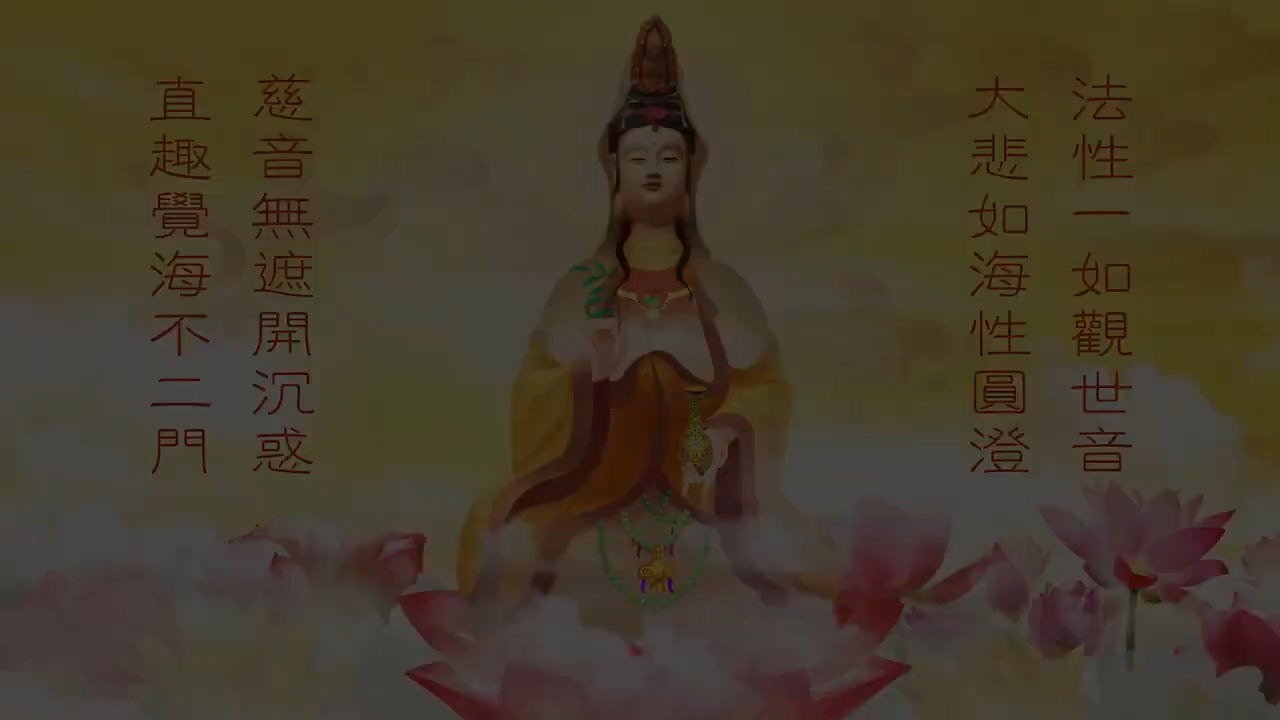 法性一如觀世音
大悲如海性圓澄
慈音無遮開沉惑
直趣覺海不二門